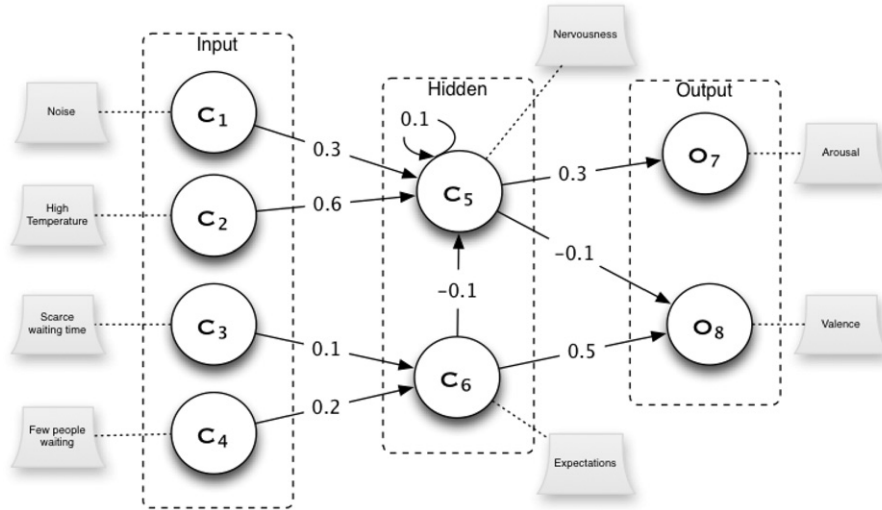 Input
Hidden
Output
Nervousness
Noise
High
Temperature
Scarce
waiting time
Few people
waiting
C1
C2
C3
C4
0.3
0.6
0.1
0.2
0.1
C5
-0.1
C6
0.3
-0.1
0.5
O7
O8
Arousal
Valence
Expectations